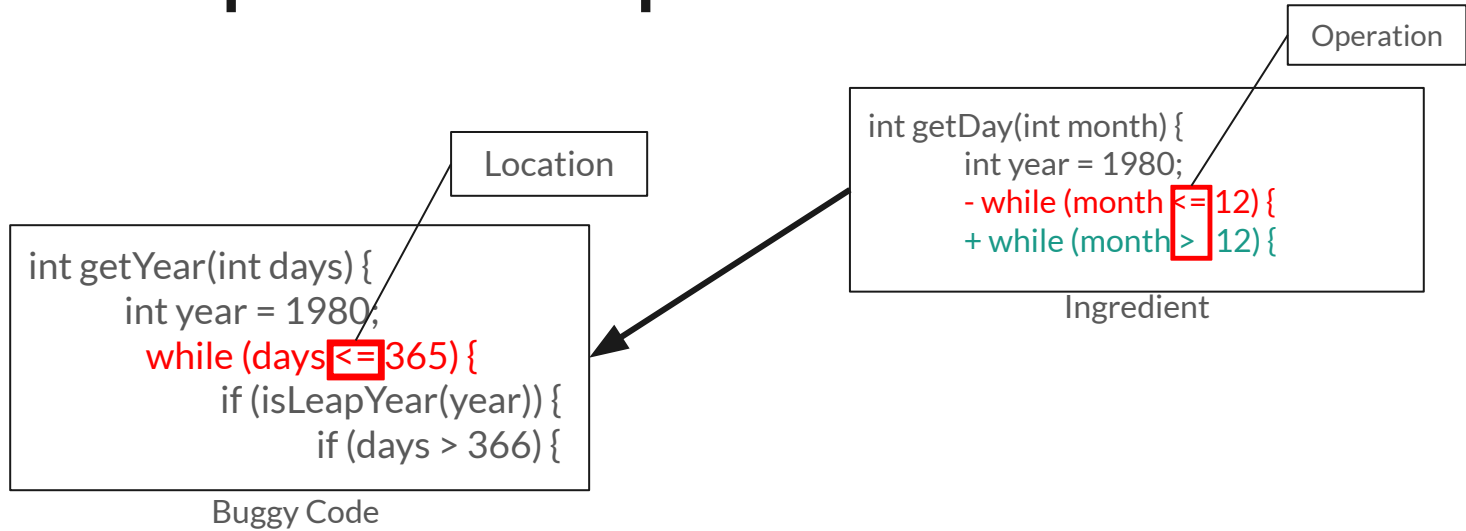 Operation
int getDay(int month) {
int year = 1980;
- while (month <= 12) {
+ while (month > 12) {
Ingredient
Location
int getYear(int days) {
int year = 1980;
while (days <= 365) {
if (isLeapYear(year)) {
if (days > 366) {
Buggy Code